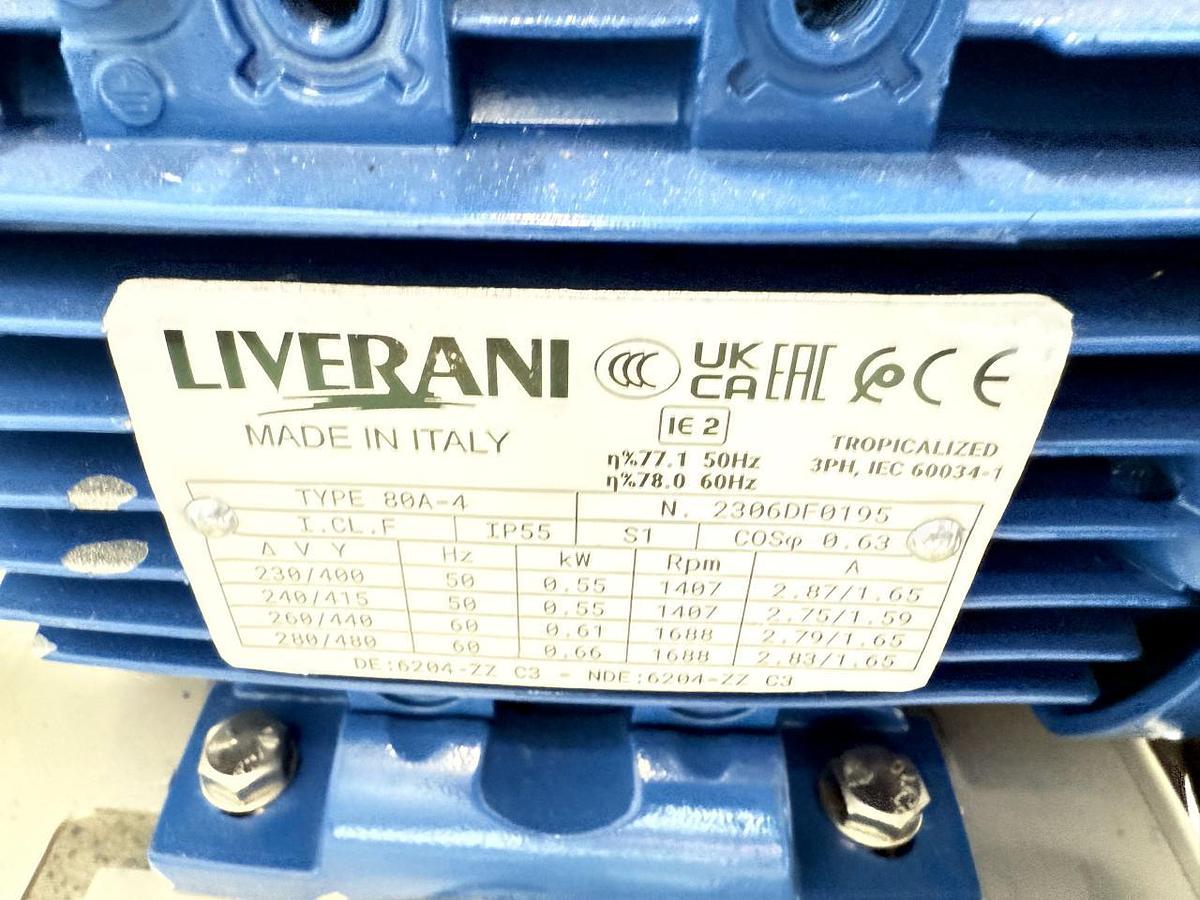 LIVERANI CCC UK CA EAC CE
MADE IN ITALY
IE2
η%77.1 50Hz
η%78.0 60Hz
TROPICALIZED
3PH, IEC 60034-1
TYPE 80A-4 N. 2306DF0195
I.CL.F IP55 S1 COSφ 0.63
Δ V Y Hz kW Rpm A
230/400 50 0.55 1407 2.87/1.65
240/415 50 0.55 1407 2.75/1.59
260/440 60 0.61 1688 2.79/1.65
280/480 60 0.66 1688 2.83/1.65
DE:6204-ZZ C3 - NDE:6204-ZZ C3